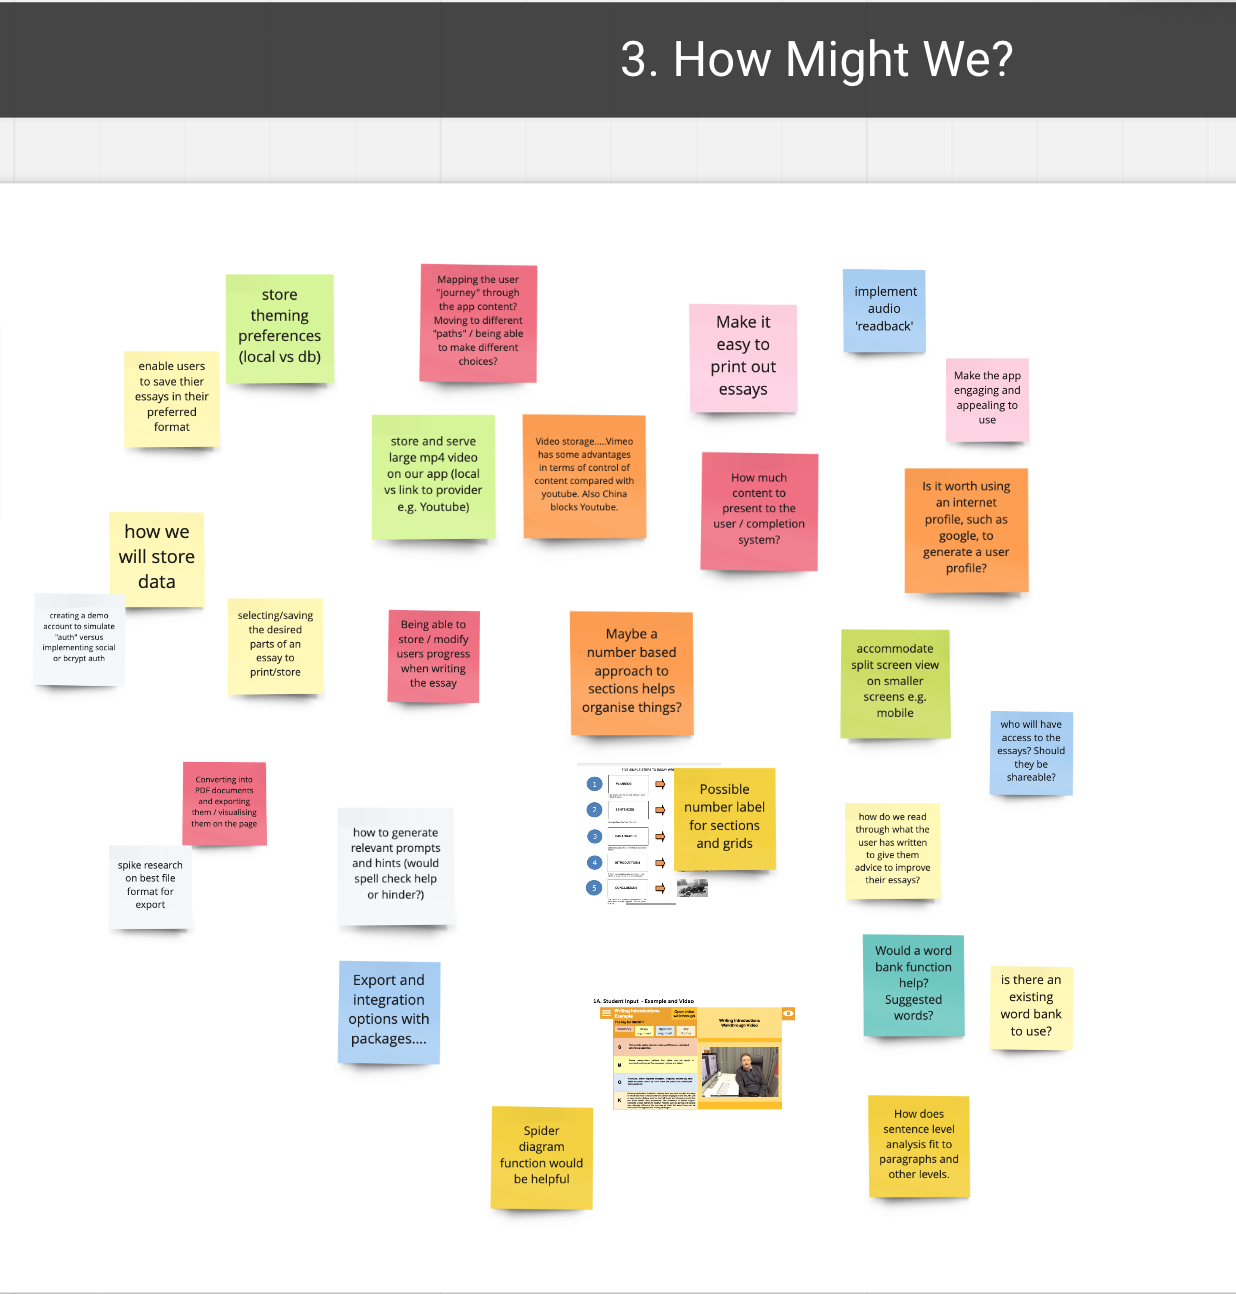 3. How Might We?
store
theming
preferences
(local vs db)
enable users
to save thier
essays in their
preferred
format
Mapping the user
"journey" through
the app content?
Moving to different
"paths" / being able
to make different
choices?
Make it
easy to
print out
essays
implement
audio
'readback'
Make the app
engaging and
appealing to
use
store and serve
large mp4 video
on our app (local
vs link to provider
e.g. Youtube)
Video storage.....Vimeo
has some advantages
in terms of control of
content compared with
youtube. Also China
blocks Youtube.
How much
content to
present to the
user / completion
system?
Is it worth using
an internet
profile, such as
google, to
generate a user
profile?
how we
will store
data
creating a demo
account to simulate
"auth" versus
implementing social
or bcrypt auth
selecting/saving
the desired
parts of an
essay to
print/store
Being able to
store / modify
users progress
when writing
the essay
Maybe a
number based
approach to
sections helps
organise things?
accommodate
split screen view
on smaller
screens e.g.
mobile
who will have
access to the
essays? Should
they be
shareable?
Converting into
PDF documents
and exporting
them / visualising
them on the page
spike research
on best file
format for
export
how to generate
relevant prompts
and hints (would
spell check help
or hinder?)
1
2
3
4
5
Possible
number label
for sections
and grids
how do we read
through what the
user has written
to give them
advice to improve
their essays?
Export and
integration
options with
packages....
Would a word
bank function
help?
Suggested
words?
is there an
existing
word bank
to use?
1A. Student Input - Example and Video
Writing Introductions
Example
Open video
walkthrough
Writing Introductions
Walkthrough Video
Spider
diagram
function would
be helpful
How does
sentence level
analysis fit to
paragraphs and
other levels.